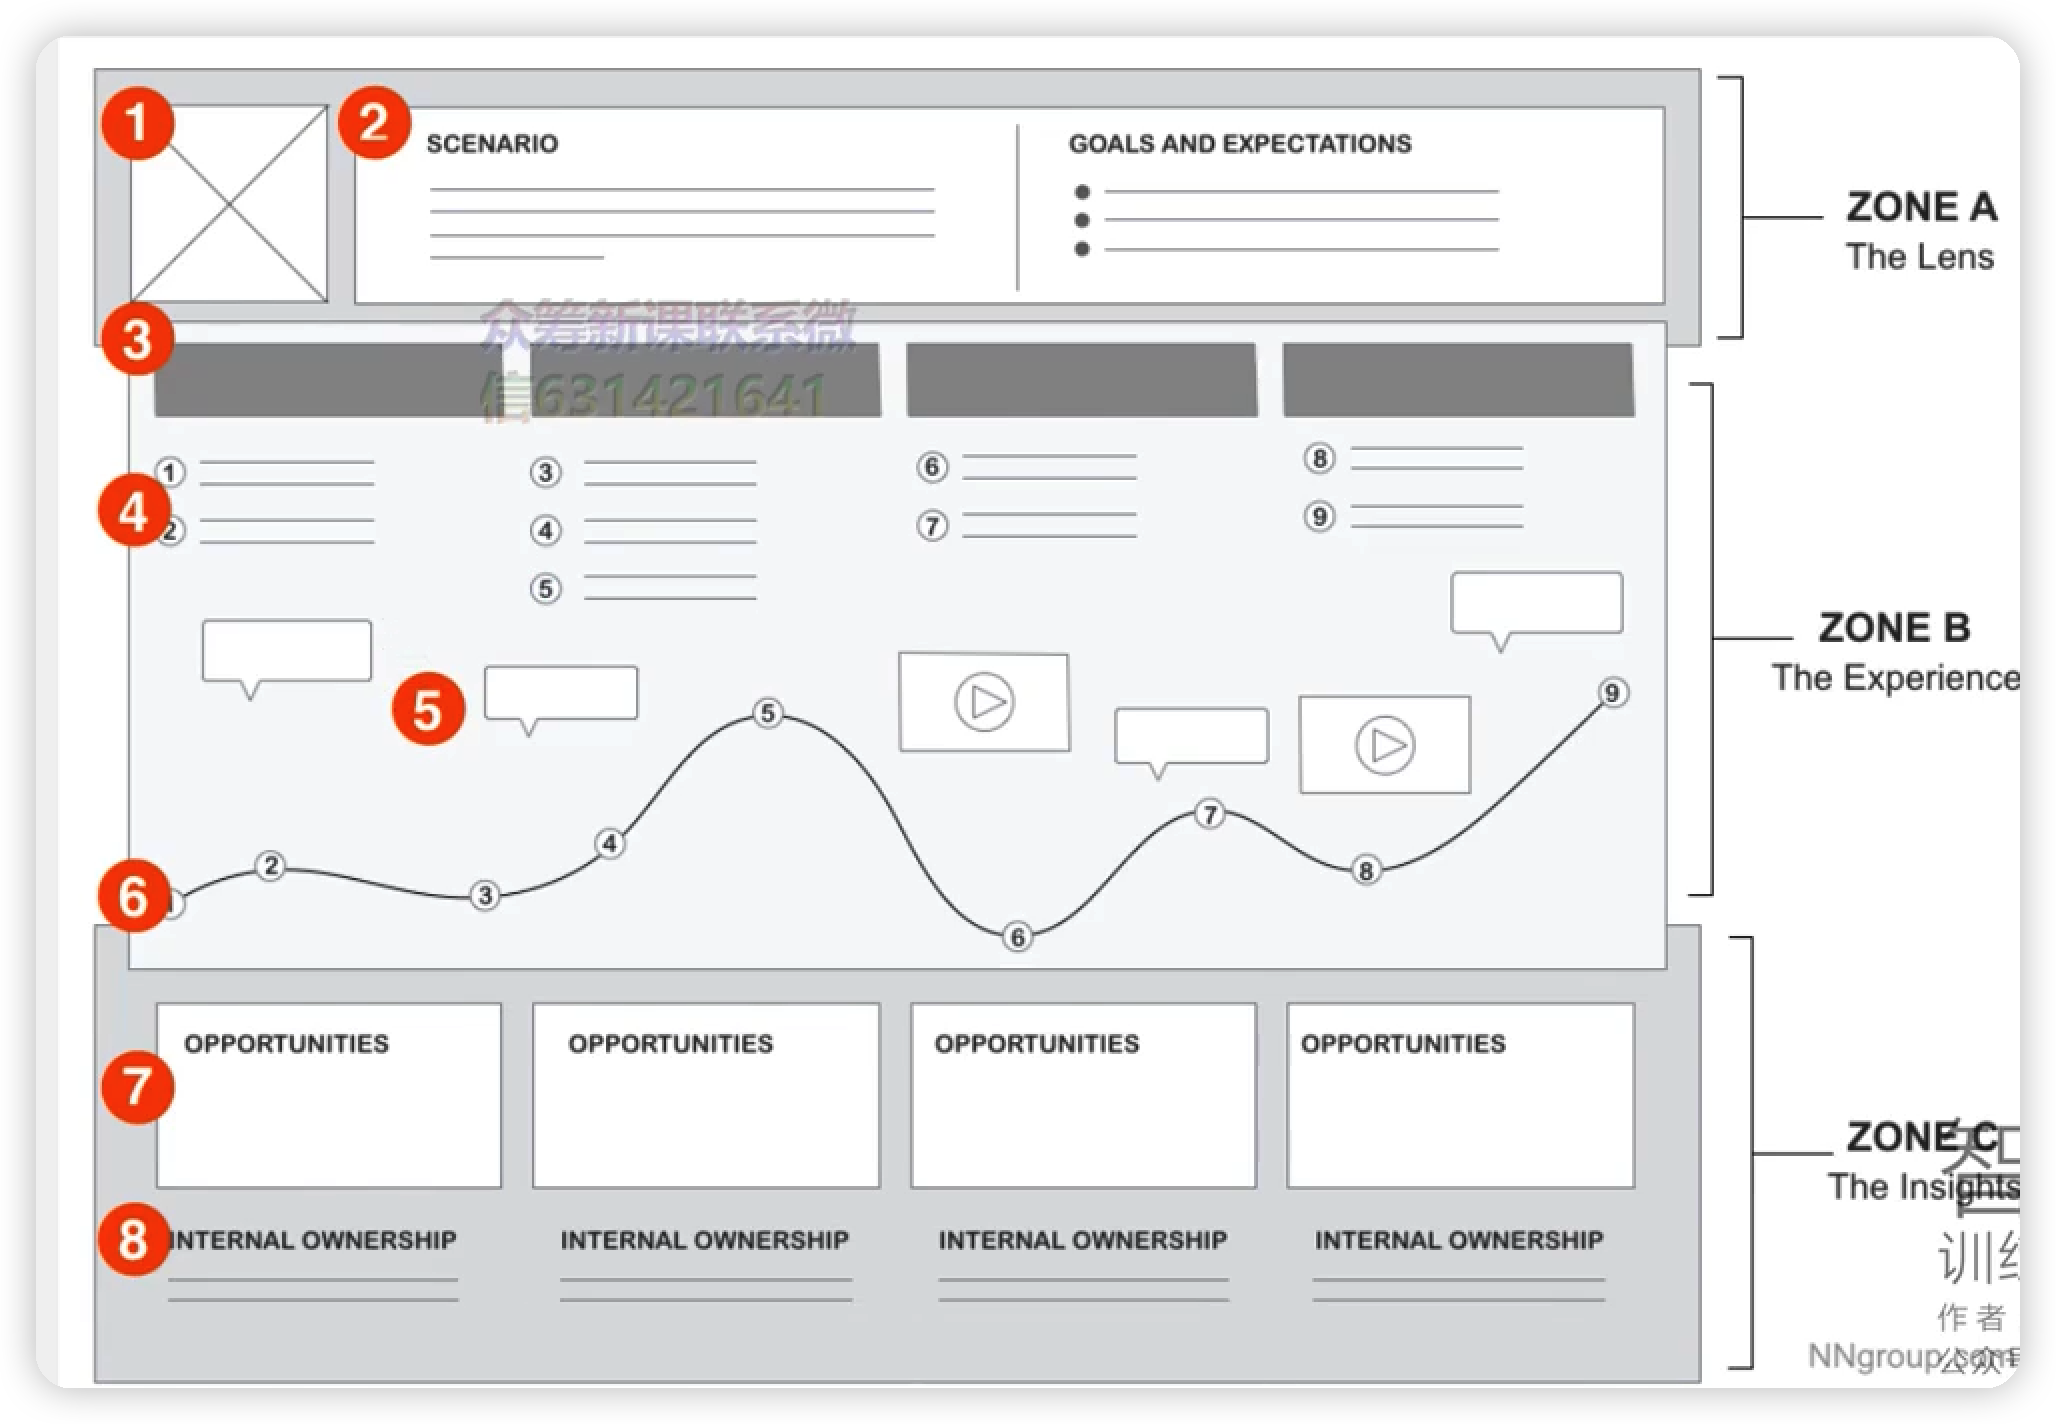 1
2
SCENARIO
GOALS AND EXPECTATIONS
ZONE A
The Lens
众筹新课联系微
信631421641
3
1
3
6
8
4
2
4
7
9
5
ZONE B
The Experience
5
5
9
7
4
2
8
6
3
6
OPPORTUNITIES
OPPORTUNITIES
OPPORTUNITIES
OPPORTUNITIES
7
ZONE C
The Insights
8
INTERNAL OWNERSHIP
INTERNAL OWNERSHIP
INTERNAL OWNERSHIP
INTERNAL OWNERSHIP
训
作者
NNgroup.com
公众